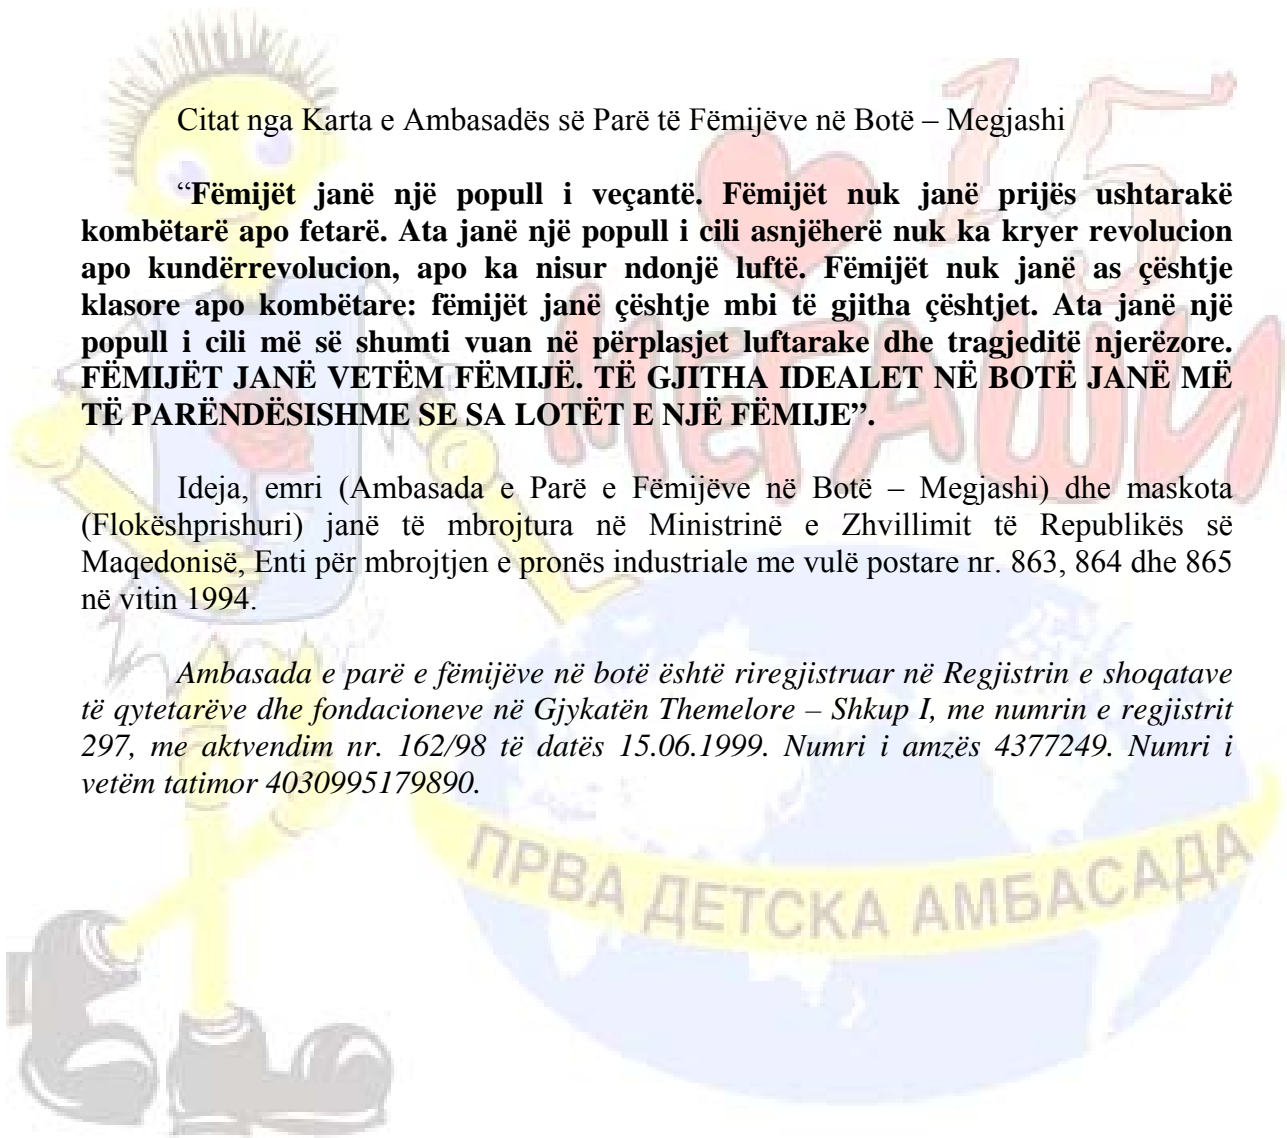 Citat nga Karta e Ambasadës së Parë të Fëmijëve në Botë – Megjashi
15
“Fëmijët janë një popull i veçantë. Fëmijët nuk janë prijës ushtarakë
kombëtarë apo fetarë. Ata janë një popull i cili asnjëherë nuk ka kryer revolucion
apo kundërrevolucion, apo ka nisur ndonjë luftë. Fëmijët nuk janë as çështje
klasore apo kombëtare: fëmijët janë çështje mbi të gjitha çështjet. Ata janë një
popull i cili më së shumti vuan në përplasjet luftarake dhe tragjeditë njerëzore.
FËMIJËT JANË VETËM FËMIJË. TË GJITHA IDEALET NË BOTË JANË MË
TË PARËNDËSISHME SE SA LOTËT E NJË FËMIJE”.
МЕГАШИ
Ideja, emri (Ambasada e Parë e Fëmijëve në Botë – Megjashi) dhe maskota
(Flokëshprishuri) janë të mbrojtura në Ministrinë e Zhvillimit të Republikës së
Maqedonisë, Enti për mbrojtjen e pronës industriale me vulë postare nr. 863, 864 dhe 865
në vitin 1994.
Ambasada e parë e fëmijëve në botë është riregjistruar në Regjistrin e shoqatave
të qytetarëve dhe fondacioneve në Gjykatën Themelore – Shkup I, me numrin e regjistrit
297, me aktvendim nr. 162/98 të datës 15.06.1999. Numri i amzës 4377249. Numri i
vetëm tatimor 4030995179890.
ПРВА ДЕТСКА АМБАСАДА